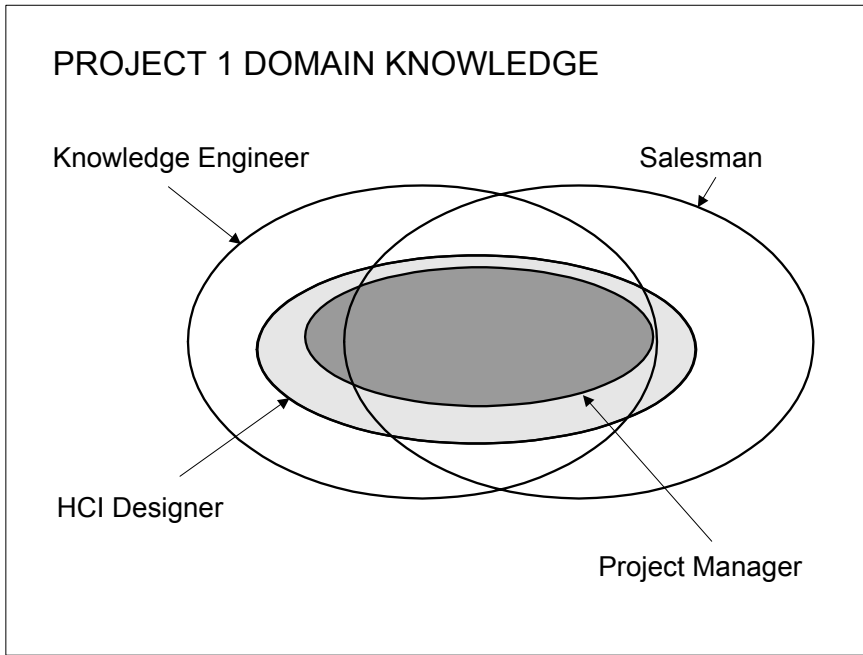 PROJECT 1 DOMAIN KNOWLEDGE
Knowledge Engineer
Salesman
HCI Designer
Project Manager